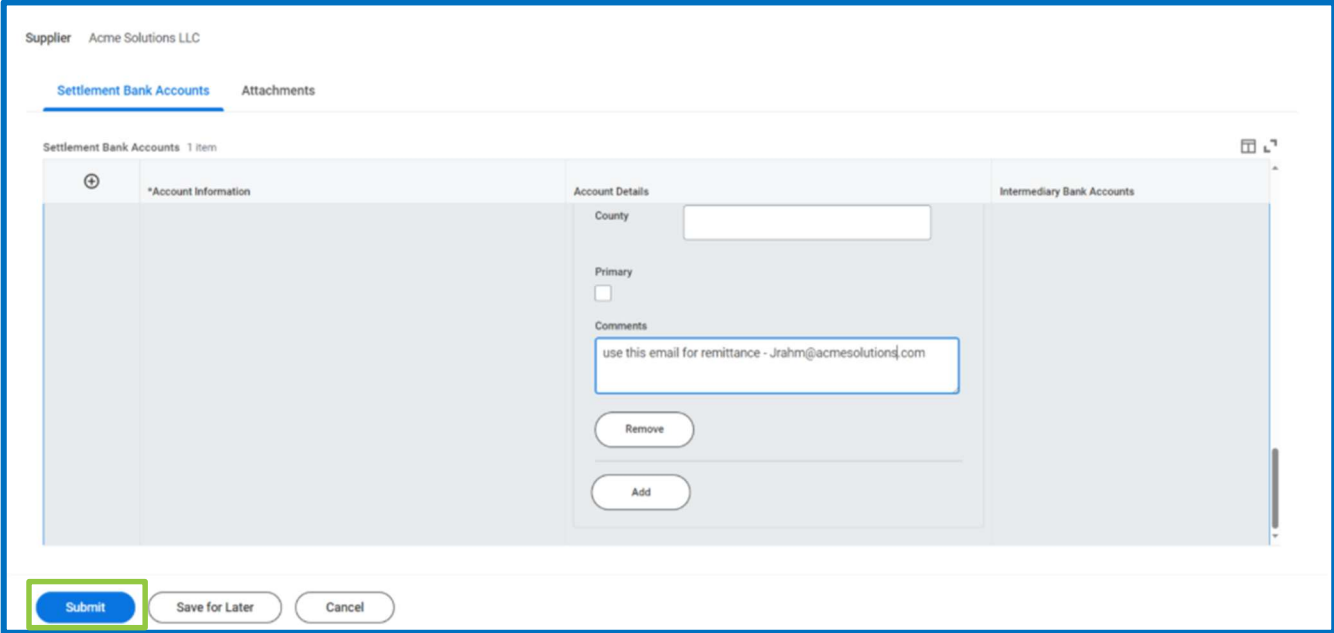 Supplier Acme Solutions LLC
Settlement Bank Accounts Attachments
Settlement Bank Accounts 1 item
*Account Information Account Details Intermediary Bank Accounts
County
Primary
Comments
use this email for remittance - Jrahm@acmesolutions.com
Remove
Add
Submit Save for Later Cancel